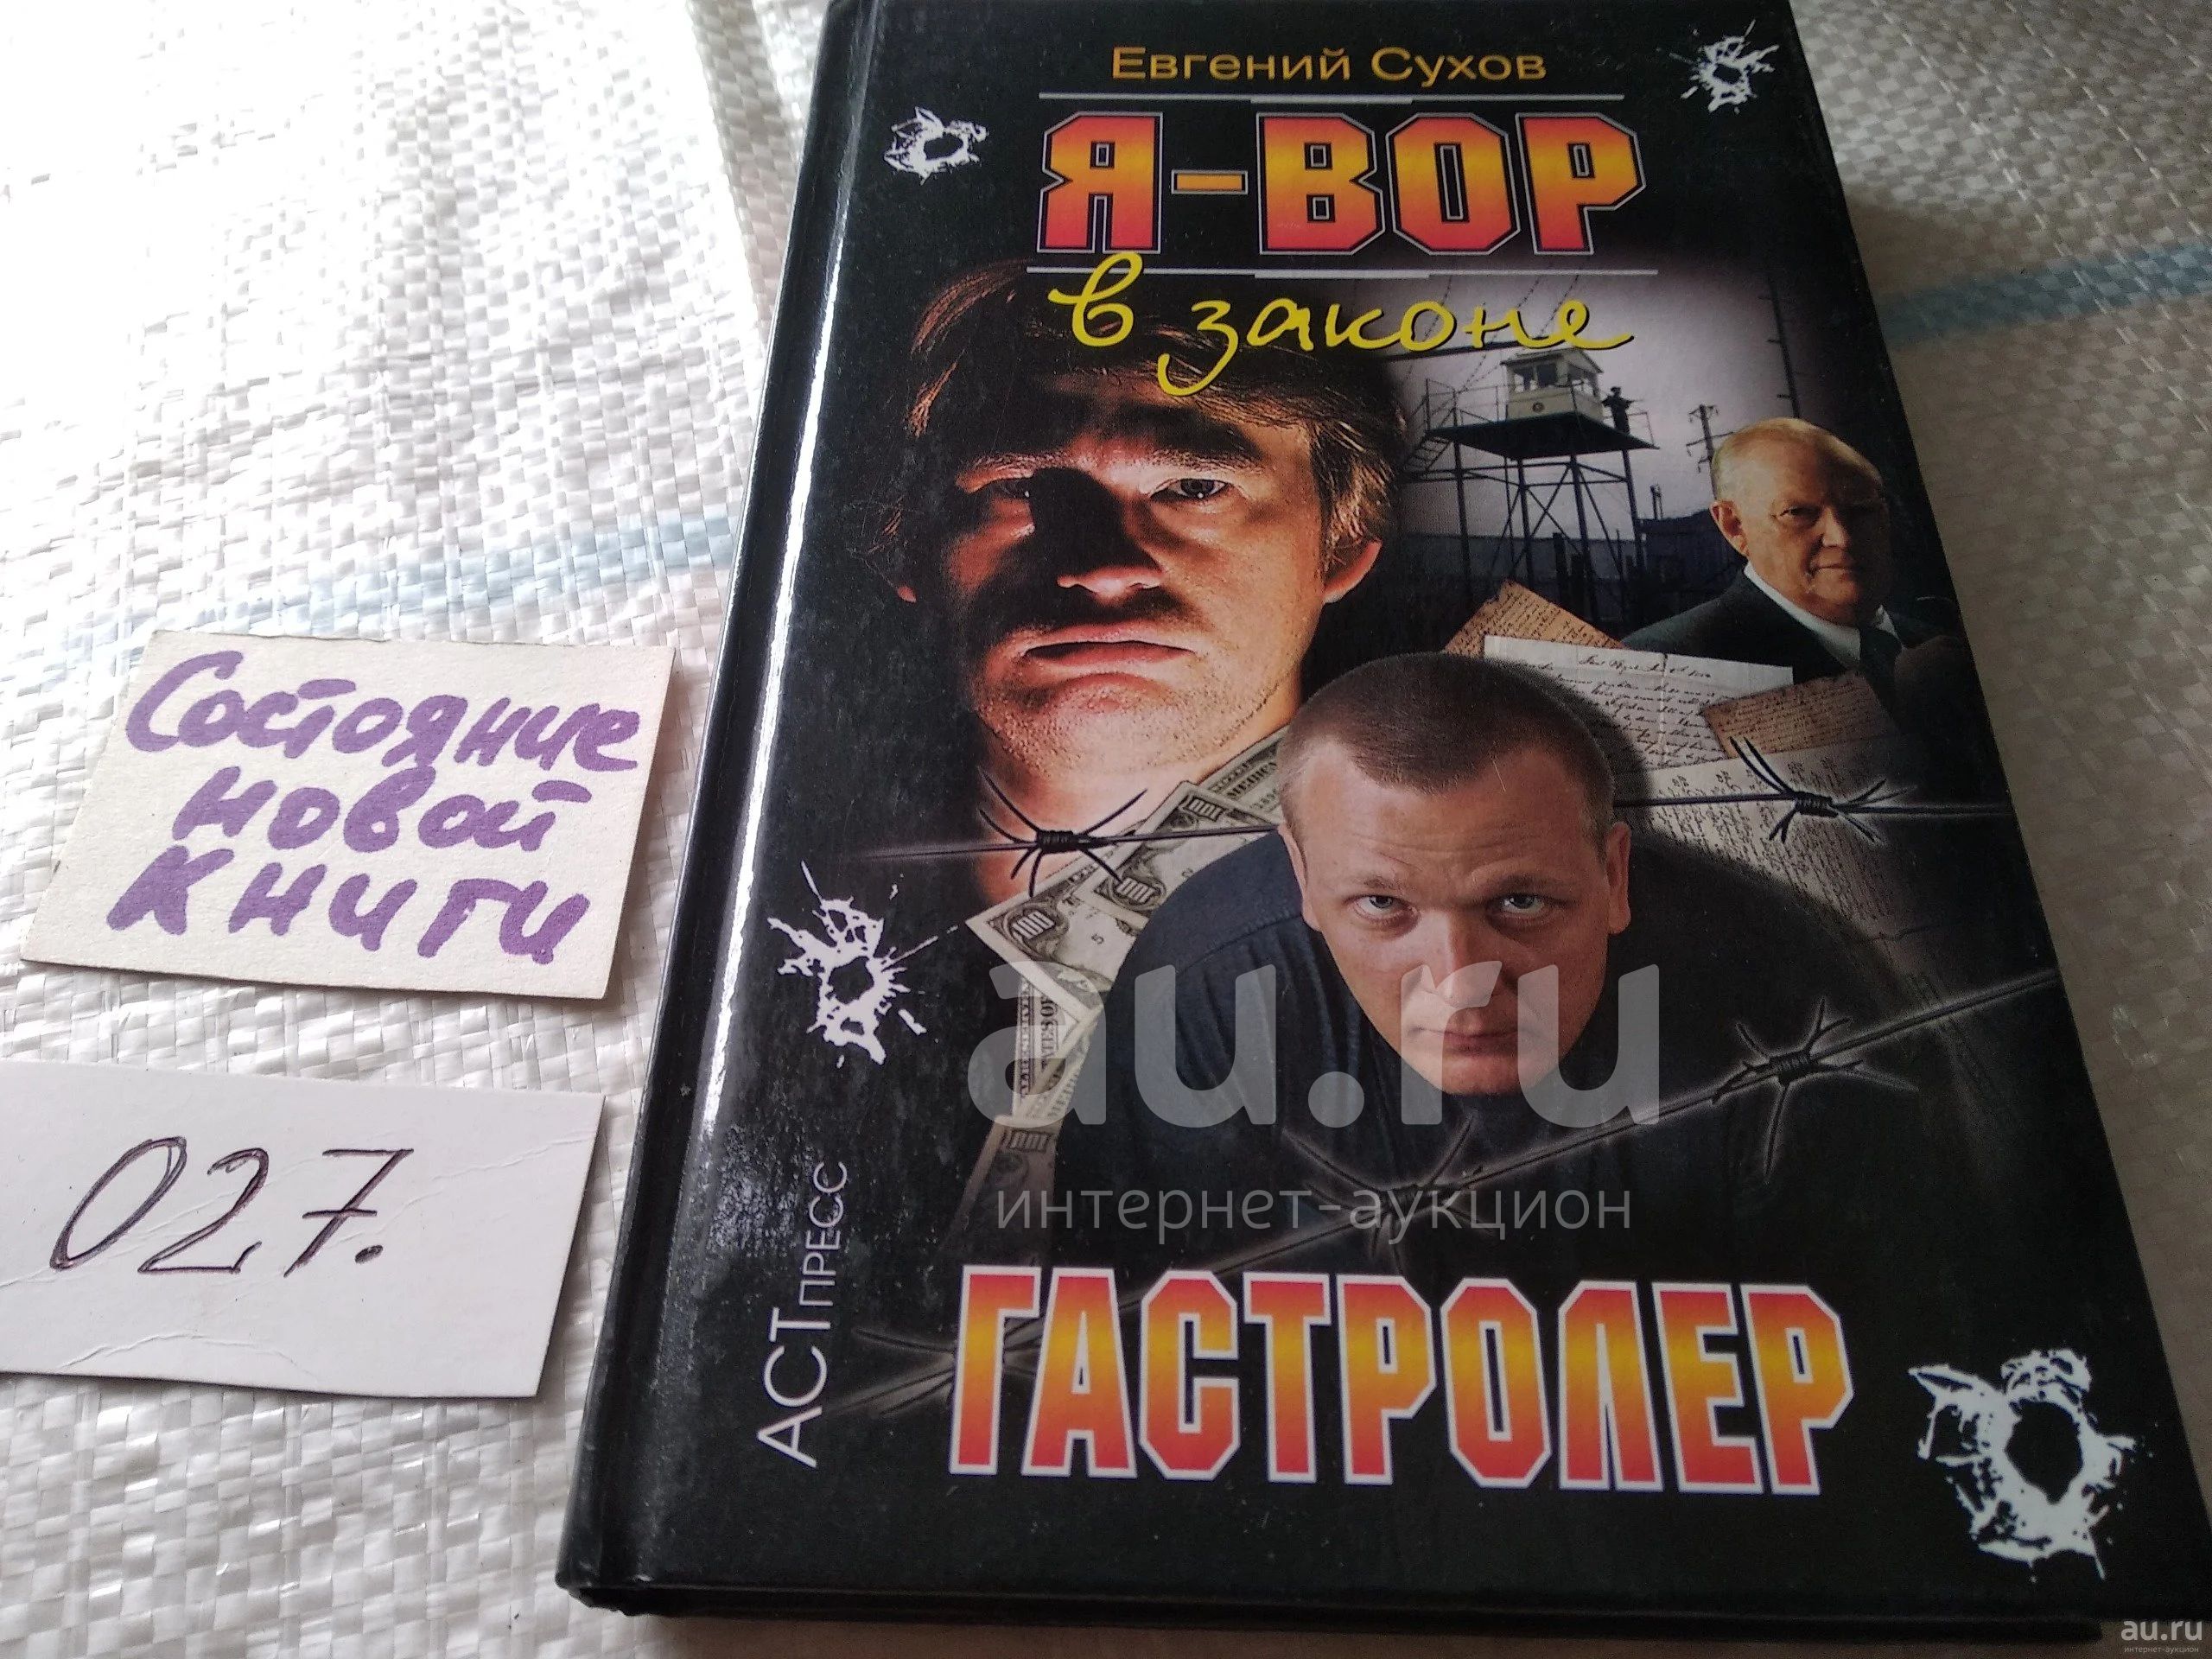 Евгений Сухов
Я-ВОР
в законе
Состояние
новой
книги
027.
au.ru
интернет-аукцион
АСТ ПРЕСС
ГАСТРОЛЕР
au.ru
интернет-аукцион